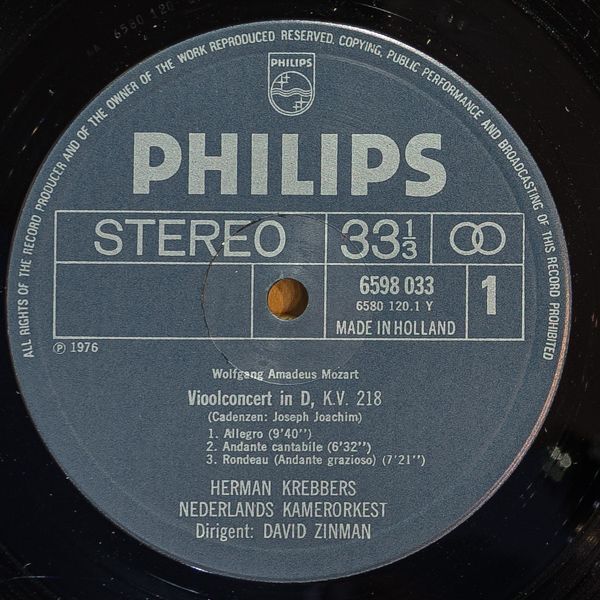 ALL RIGHTS OF THE RECORD PRODUCER AND OF THE OWNER OF THE WORK REPRODUCED RESERVED. COPYING, PUBLIC PERFORMANCE AND BROADCASTING OF THIS RECORD PROHIBITED
PHILIPS
PHILIPS
STEREO 33 1/3
6598 033
6580 120.1 Y
1
MADE IN HOLLAND
Ⓟ 1976
Wolfgang Amadeus Mozart
Vioolconcert in D, K.V. 218
(Cadenzen: Joseph Joachim)
1. Allegro (9'40'')
2. Andante cantabile (6'32'')
3. Rondeau (Andante grazioso) (7'21'')
HERMAN KREBBERS
NEDERLANDS KAMERORKEST
Dirigent: DAVID ZINMAN